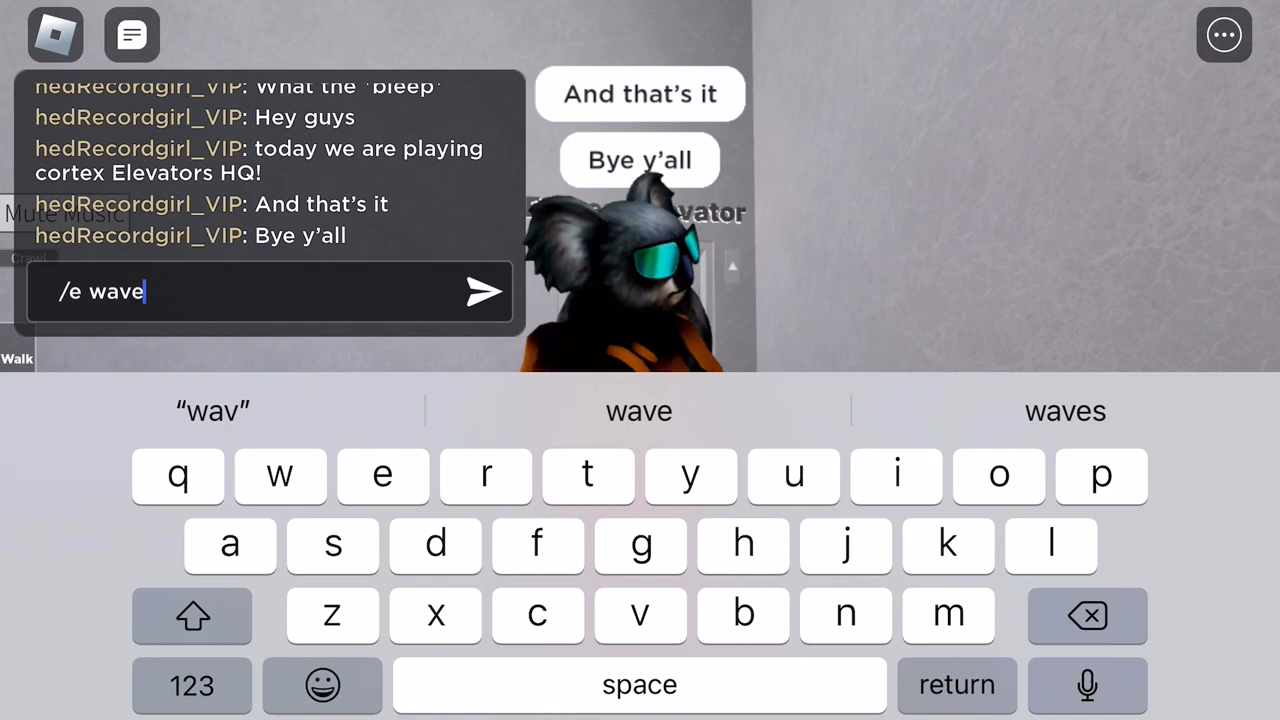 hedRecordgirl_VIP: What the 'bleep'
hedRecordgirl_VIP: Hey guys
hedRecordgirl_VIP: today we are playing
cortex Elevators HQ!
hedRecordgirl_VIP: And that's it
hedRecordgirl_VIP: Bye y'all
Mute Music
Crawl
/e wave
Walk
And that's it
Bye y'all
“wav”
wave
waves
q w e r t y u i o p
a s d f g h j k l
z x c v b n m
123
space
return